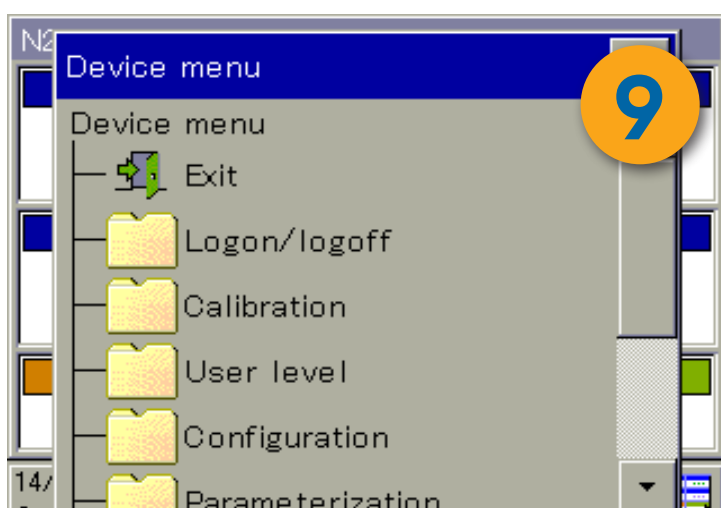 N2
Device menu
9
Device menu
Exit
Logon/logoff
Calibration
User level
Configuration
14/
Parameterization